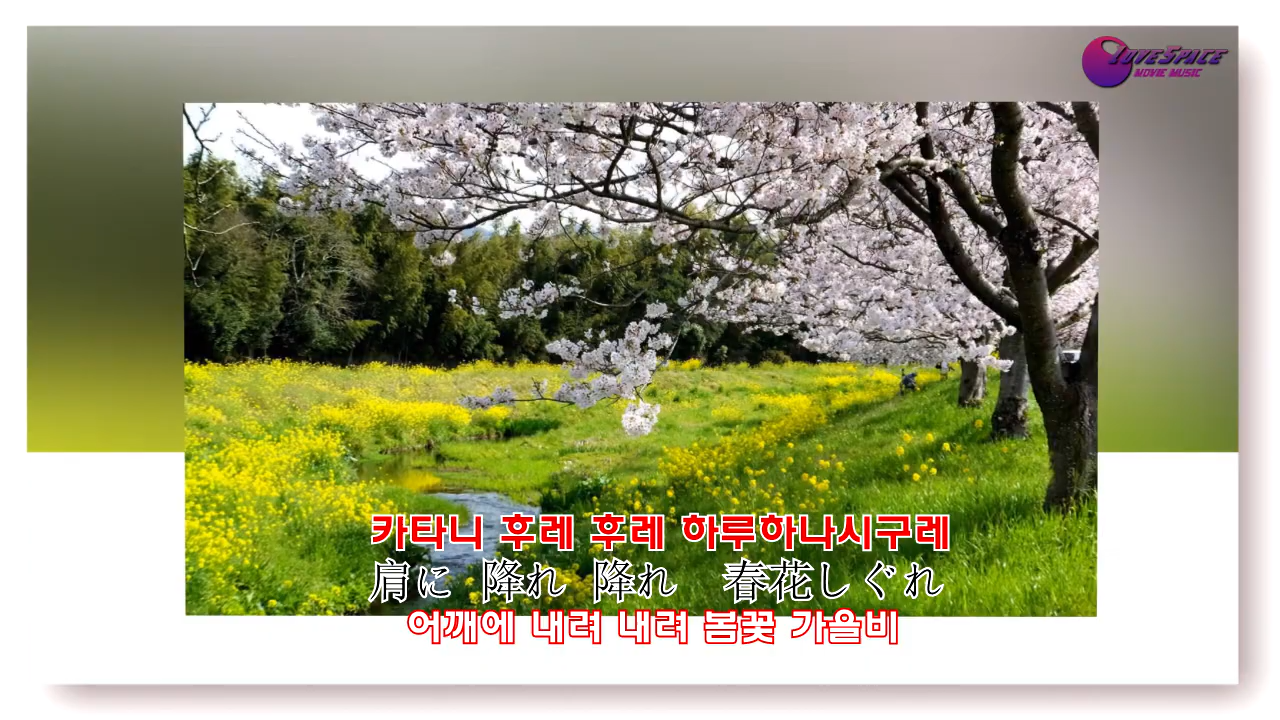 LOVESPACE
MOVIE MUSIC
카타니 후레 후레 하루하나시구레
肩に 降れ 降れ 春花しぐれ
어깨에 내려 내려 봄꽃 가을비